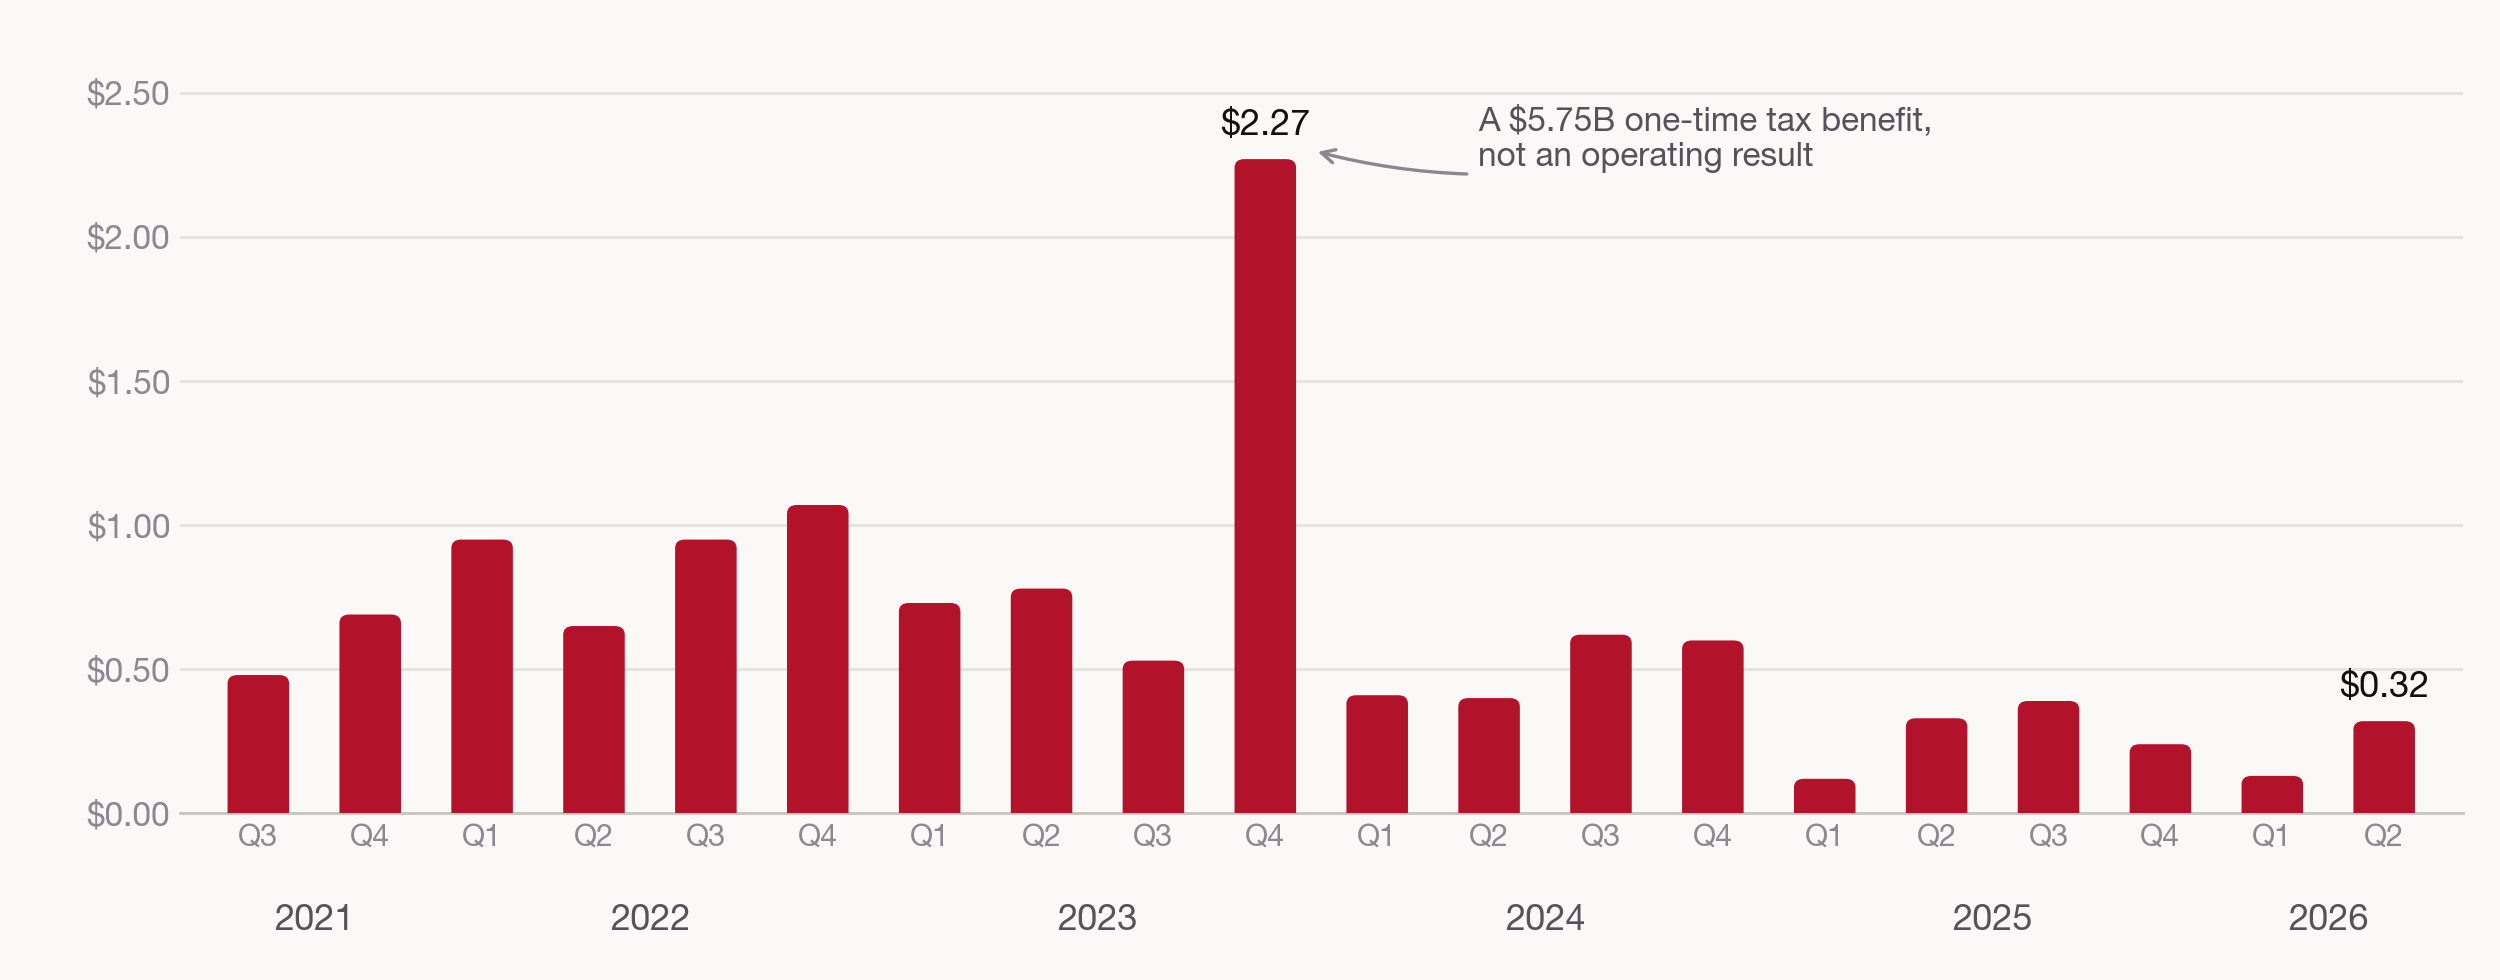 $2.50
$2.27
A $5.75B one-time tax benefit,
not an operating result
$2.00
$1.50
$1.00
$0.50
$0.32
$0.00
Q3 Q4 Q1 Q2 Q3 Q4 Q1 Q2 Q3 Q4 Q1 Q2 Q3 Q4 Q1 Q2 Q3 Q4 Q1 Q2
2021 2022 2023 2024 2025 2026